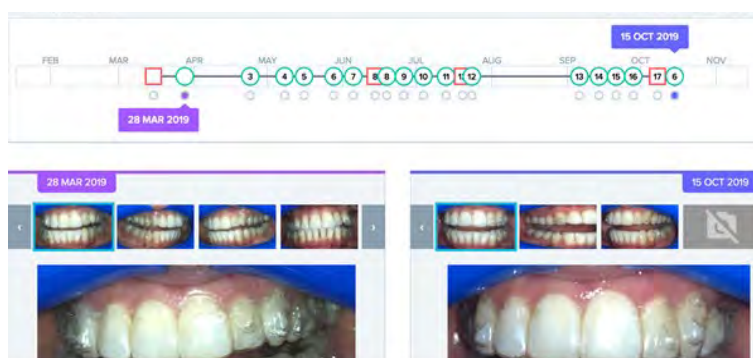 15 OCT 2019
FEB MAR APR MAY JUN JUL AUG SEP OCT NOV
3 4 5 6 7 8 8 9 10 11 12 13 14 15 16 17 6
28 MAR 2019
28 MAR 2019
15 OCT 2019